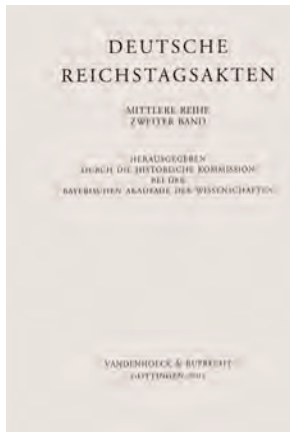 DEUTSCHE
REICHSTAGSAKTEN
MITTLERE REIHE
ZWEITER BAND
HERAUSGEGEBEN
DURCH DIE HISTORISCHE KOMMISSION
BEI DER
BAYERISCHEN AKADEMIE DER WISSENSCHAFTEN
VANDENHOECK & RUPRECHT
GÖTTINGEN